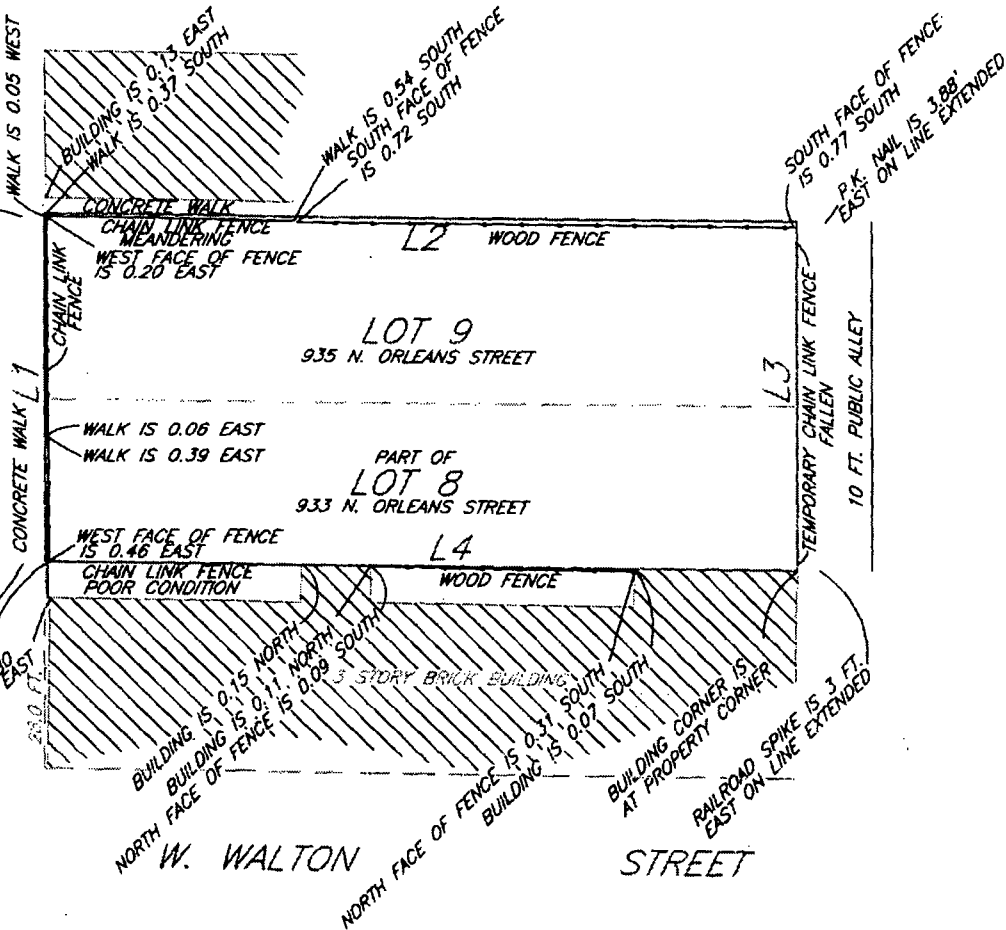 WALK IS 0.05 WEST
BUILDING IS 0.13 EAST
WALK IS 0.37 SOUTH
WALK IS 0.54 SOUTH
SOUTH FACE OF FENCE
IS 0.72 SOUTH
SOUTH FACE OF FENCE
IS 0.77 SOUTH
P.K. NAIL IS 3.88'
EAST ON LINE EXTENDED
CONCRETE WALK
CHAIN LINK FENCE
MEANDERING
WEST FACE OF FENCE
IS 0.20 EAST
L2
WOOD FENCE
CHAIN LINK
FENCE
LOT 9
935 N. ORLEANS STREET
L1
L3
TEMPORARY CHAIN LINK FENCE
FALLEN
10 FT. PUBLIC ALLEY
CONCRETE WALK
WALK IS 0.06 EAST
WALK IS 0.39 EAST
PART OF
LOT 8
933 N. ORLEANS STREET
WEST FACE OF FENCE
IS 0.46 EAST
CHAIN LINK FENCE
POOR CONDITION
L4
WOOD FENCE
EAST
3 STORY BRICK BUILDING
BUILDING IS 0.15 NORTH
BUILDING IS 0.11 NORTH
NORTH FACE OF FENCE IS 0.09 SOUTH
NORTH FACE OF FENCE IS 0.31 SOUTH
BUILDING IS 0.07 SOUTH
BUILDING CORNER IS
AT PROPERTY CORNER
RAILROAD SPIKE IS 3 FT.
EAST ON LINE EXTENDED
W. WALTON STREET